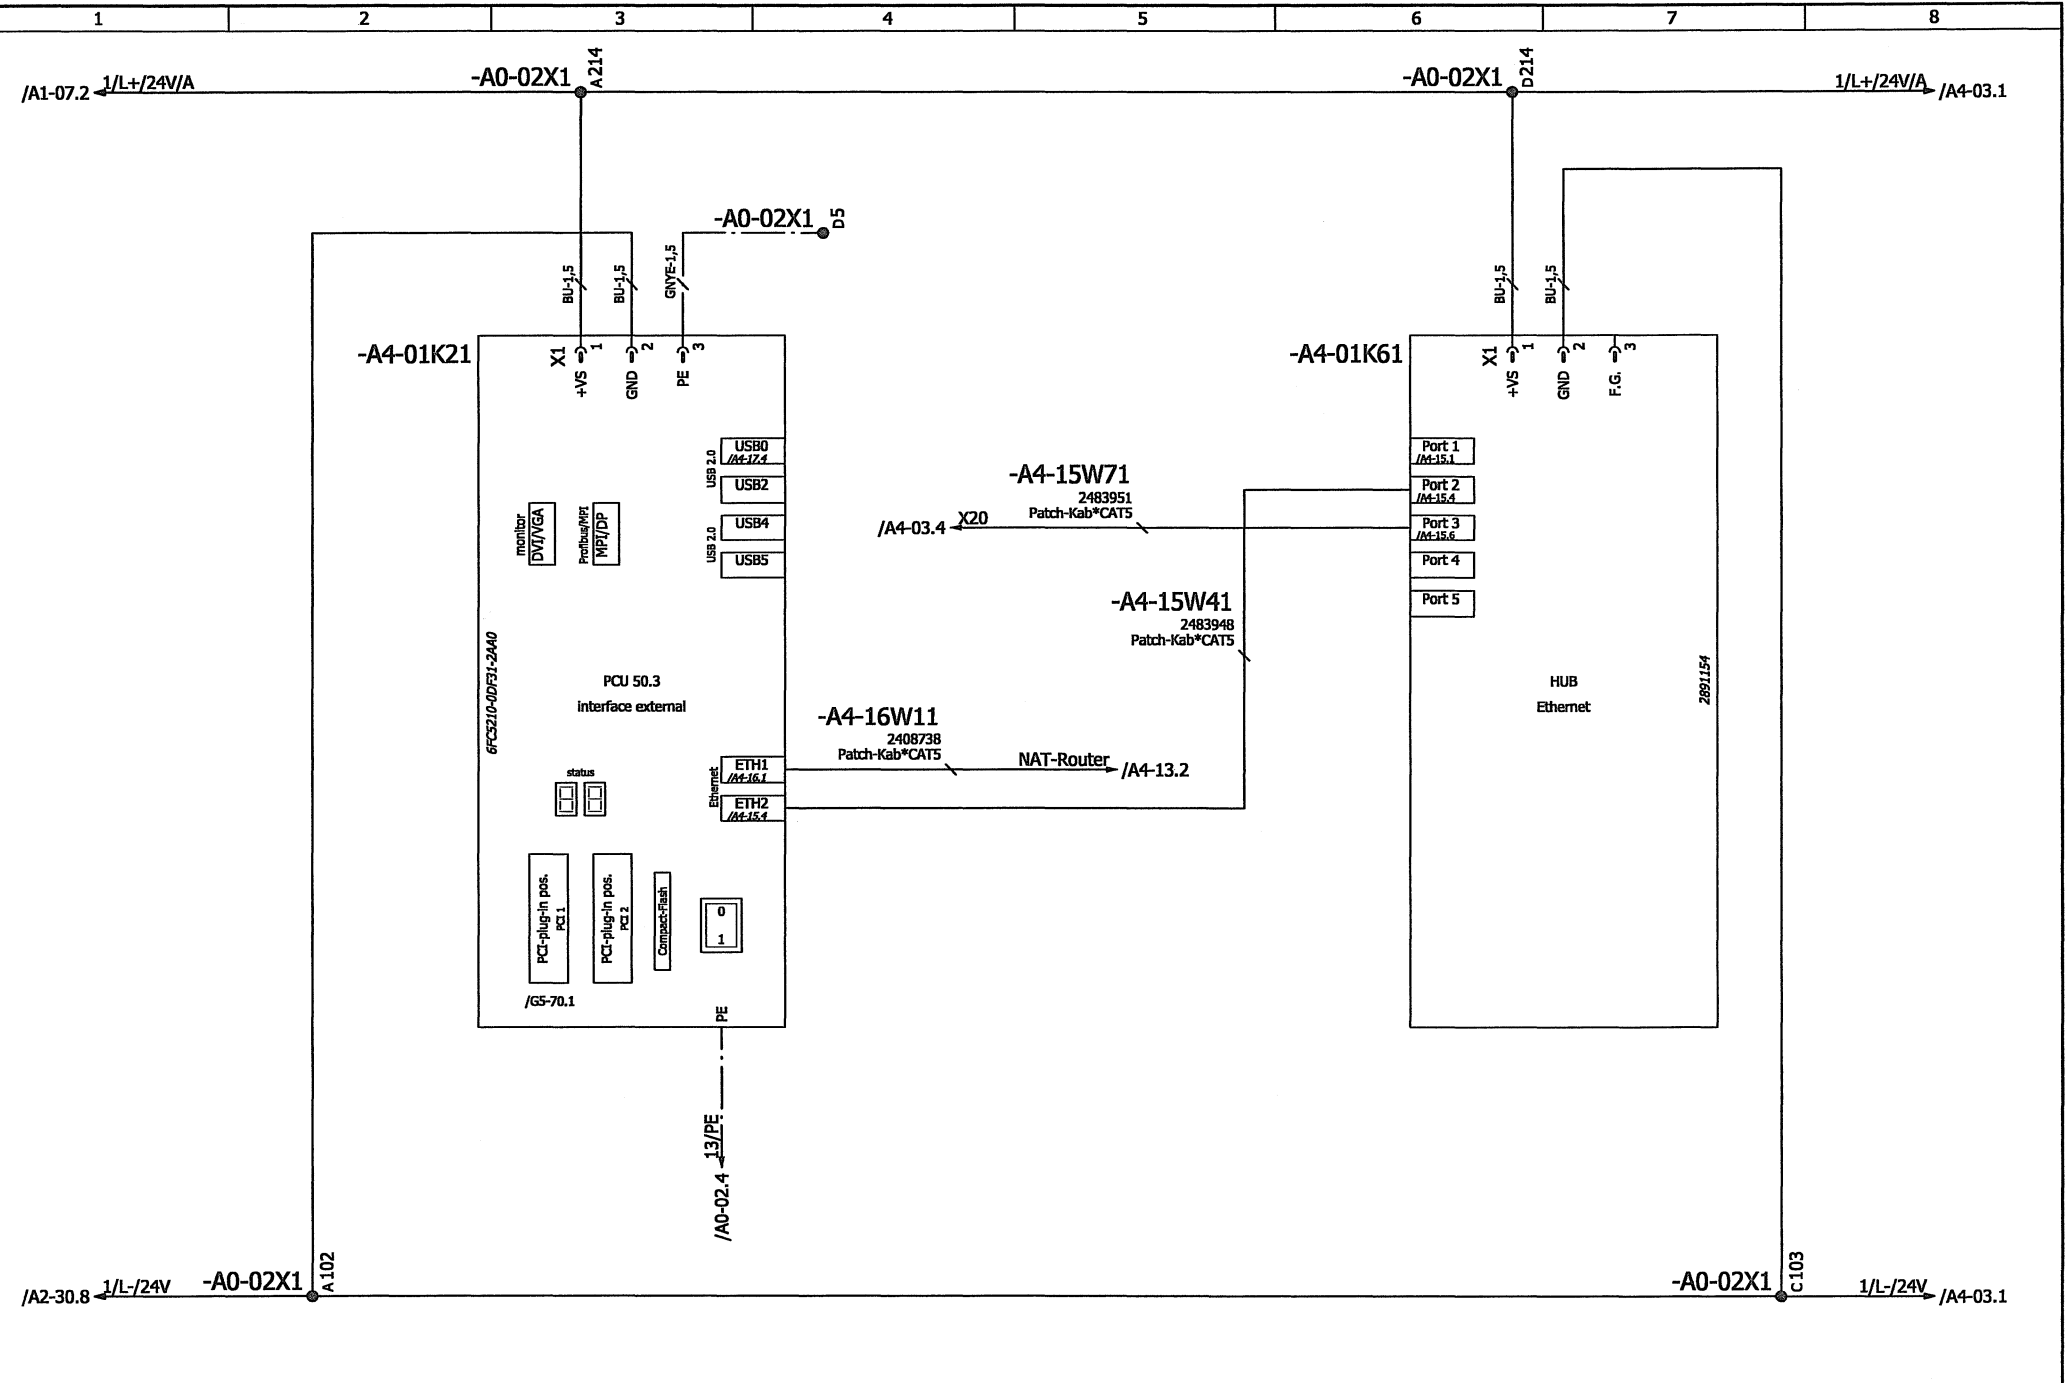 1 2 3 4 5 6 7 8
/A1-07.2 1/L+/24V/A -A0-02X1 A214 -A0-02X1 D214 1/L+/24V/A /A4-03.1
-A0-02X1 D5
BU-1,5 BU-1,5 GNYE-1,5 BU-1,5 BU-1,5
-A4-01K21 X1 1 2 3
+VS GND PE
-A4-01K61 X1 1 2 3
+VS GND F.G.
USB 2.0
USB0
/A4-17.4
USB2
USB 2.0
USB4
USB5
monitor
DVI/VGA
Profibus/MPI
MPI/DP
Port 1
/A4-15.1
Port 2
/A4-15.4
Port 3
/A4-15.6
Port 4
Port 5
-A4-15W71
2483951
Patch-Kab*CAT5
/A4-03.4 X20
-A4-15W41
2483948
Patch-Kab*CAT5
6FC5210-0DF31-2AA0
PCU 50.3
interface external
HUB
Ethernet
2891154
-A4-16W11
2408738
Patch-Kab*CAT5
NAT-Router /A4-13.2
Ethernet
ETH1
/A4-16.1
ETH2
/A4-15.4
status
PCI-plug-in pos.
PCI 1
PCI-plug-in pos.
PCI 2
Compact-Flash
0
1
/G5-70.1
PE
13/PE
/A0-02.4
/A2-30.8 1/L-/24V -A0-02X1 A102 -A0-02X1 C103 1/L-/24V /A4-03.1